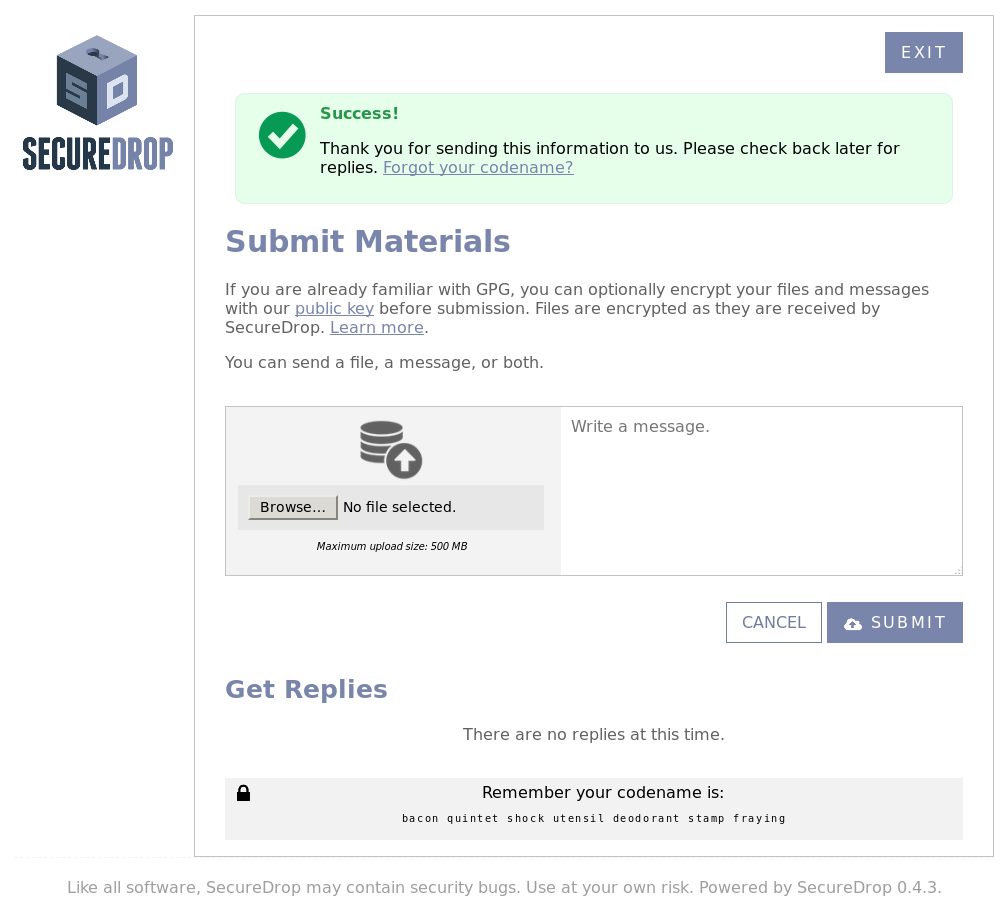 EXIT
SD
SECUREDROP
Success!
Thank you for sending this information to us. Please check back later for
replies. Forgot your codename?
Submit Materials
If you are already familiar with GPG, you can optionally encrypt your files and messages
with our public key before submission. Files are encrypted as they are received by
SecureDrop. Learn more.
You can send a file, a message, or both.
Write a message.
Browse... No file selected.
Maximum upload size: 500 MB
CANCEL
SUBMIT
Get Replies
There are no replies at this time.
Remember your codename is:
bacon quintet shock utensil deodorant stamp fraying
Like all software, SecureDrop may contain security bugs. Use at your own risk. Powered by SecureDrop 0.4.3.